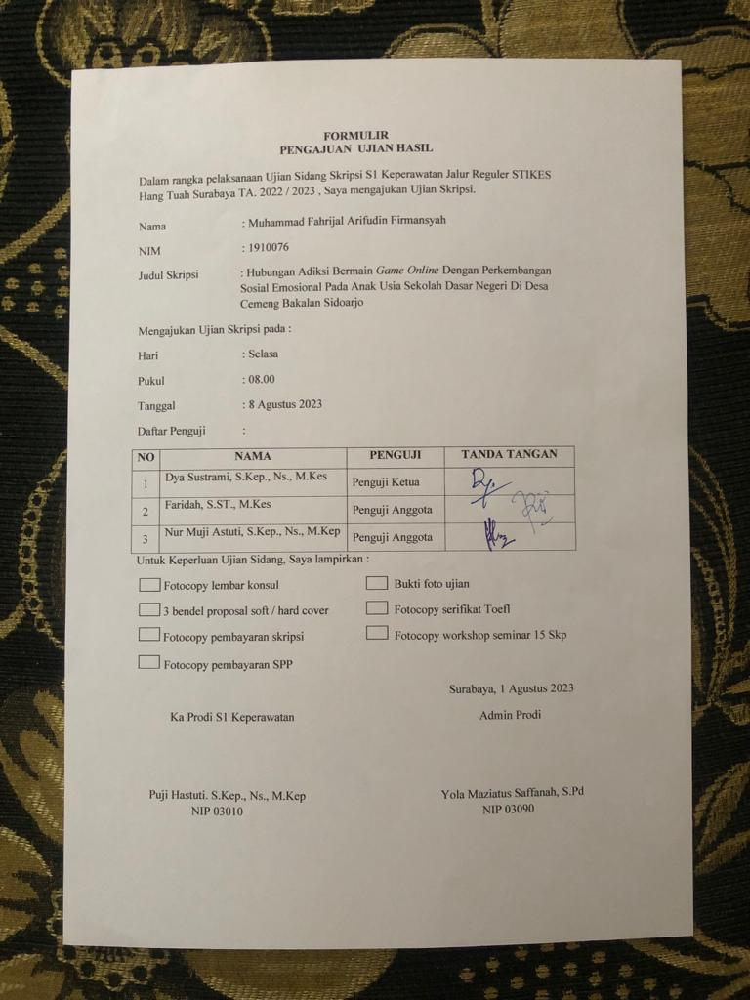 FORMULIR
PENGAJUAN UJIAN HASIL
Dalam rangka pelaksanaan Ujian Sidang Skripsi S1 Keperawatan Jalur Reguler STIKES
Hang Tuah Surabaya TA. 2022 / 2023 , Saya mengajukan Ujian Skripsi.
Nama : Muhammad Fahrijal Arifudin Firmansyah
NIM : 1910076
Judul Skripsi : Hubungan Adiksi Bermain Game Online Dengan Perkembangan
Sosial Emosional Pada Anak Usia Sekolah Dasar Negeri Di Desa
Cemeng Bakalan Sidoarjo
Mengajukan Ujian Skripsi pada :
Hari : Selasa
Pukul : 08.00
Tanggal : 8 Agustus 2023
Daftar Penguji :
NO NAMA PENGUJI TANDA TANGAN
1 Dya Sustrami, S.Kep., Ns., M.Kes Penguji Ketua
2 Faridah, S.ST., M.Kes Penguji Anggota
3 Nur Muji Astuti, S.Kep., Ns., M.Kep Penguji Anggota
Untuk Keperluan Ujian Sidang, Saya lampirkan :
Fotocopy lembar konsul Bukti foto ujian
3 bendel proposal soft / hard cover Fotocopy serifikat Toefl
Fotocopy pembayaran skripsi Fotocopy workshop seminar 15 Skp
Fotocopy pembayaran SPP
Surabaya, 1 Agustus 2023
Ka Prodi S1 Keperawatan Admin Prodi
Puji Hastuti. S.Kep., Ns., M.Kep Yola Maziatus Saffanah, S.Pd
NIP 03010 NIP 03090